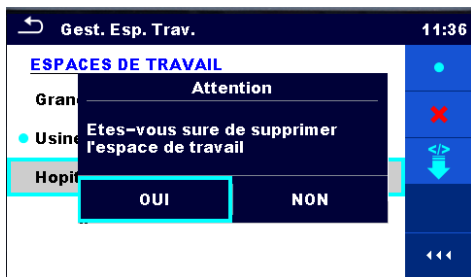 Gest. Esp. Trav.
11:36
ESPACES DE TRAVAIL
Attention
Etes-vous sure de supprimer
l'espace de travail
OUI
NON